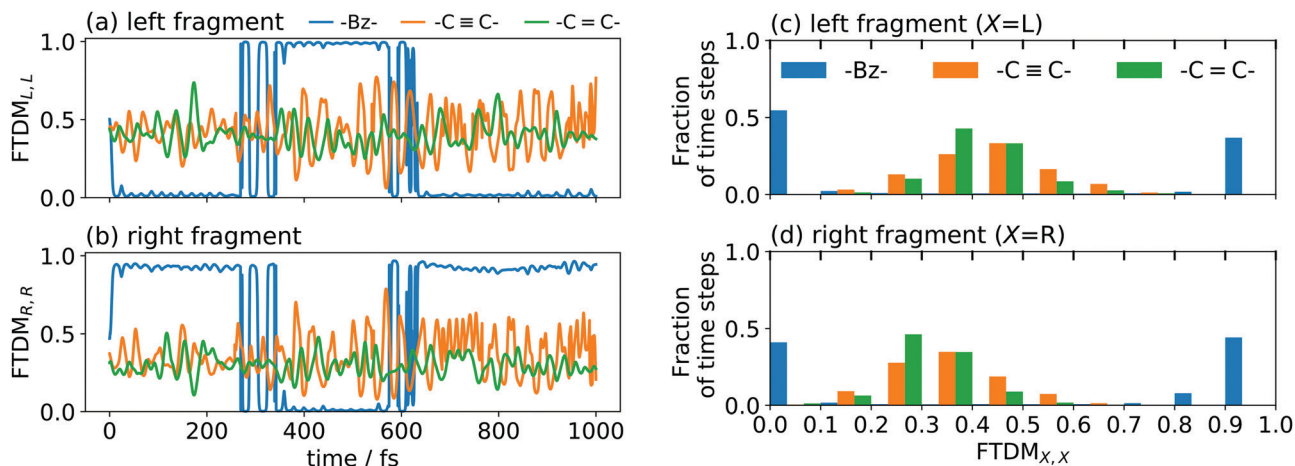 (a) left fragment -Bz- -C ≡ C- -C = C-
1.0
0.5
0.0
FTDM_{L, L}
(b) right fragment
1.0
0.5
0.0
FTDM_{R, R}
0 200 400 600 800 1000
time / fs
(c) left fragment (X=L)
1.0
0.5
0.0
Fraction
of time steps
-Bz- -C ≡ C- -C = C-
(d) right fragment (X=R)
1.0
0.5
0.0
Fraction
of time steps
0.0 0.1 0.2 0.3 0.4 0.5 0.6 0.7 0.8 0.9 1.0
FTDM_{X, X}